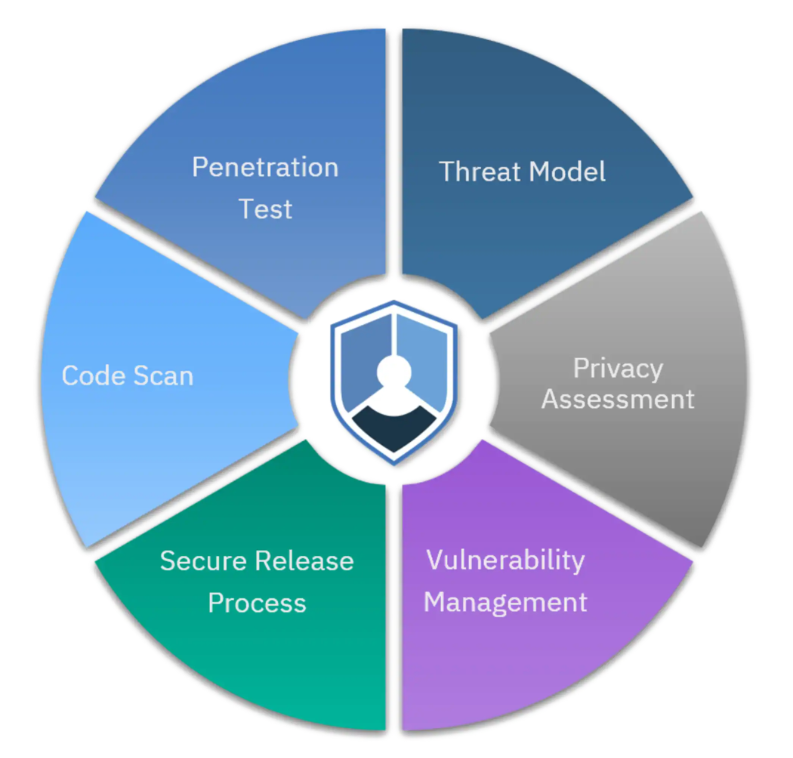 Penetration
Test
Threat Model
Privacy
Assessment
Vulnerability
Management
Secure Release
Process
Code Scan